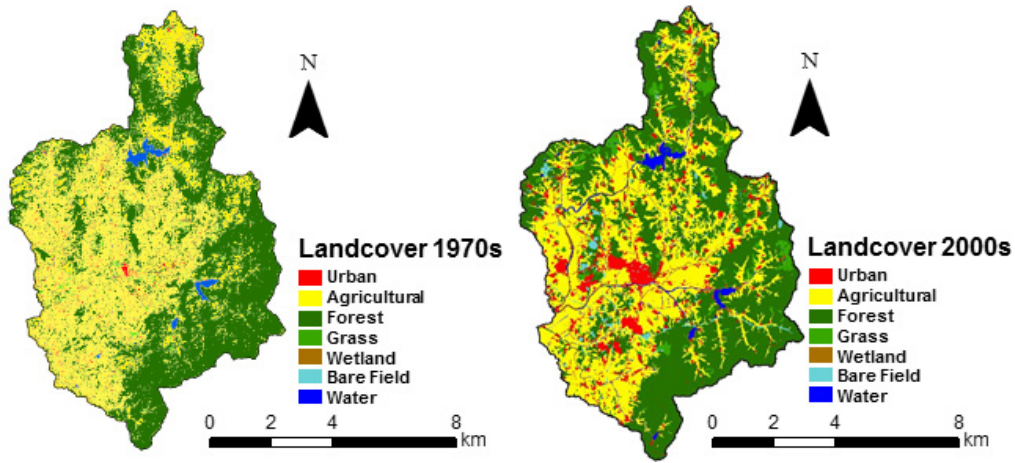 N
Landcover 1970s
Urban
Agricultural
Forest
Grass
Wetland
Bare Field
Water
0 2 4 8
km
N
Landcover 2000s
Urban
Agricultural
Forest
Grass
Wetland
Bare Field
Water
0 2 4 8
km